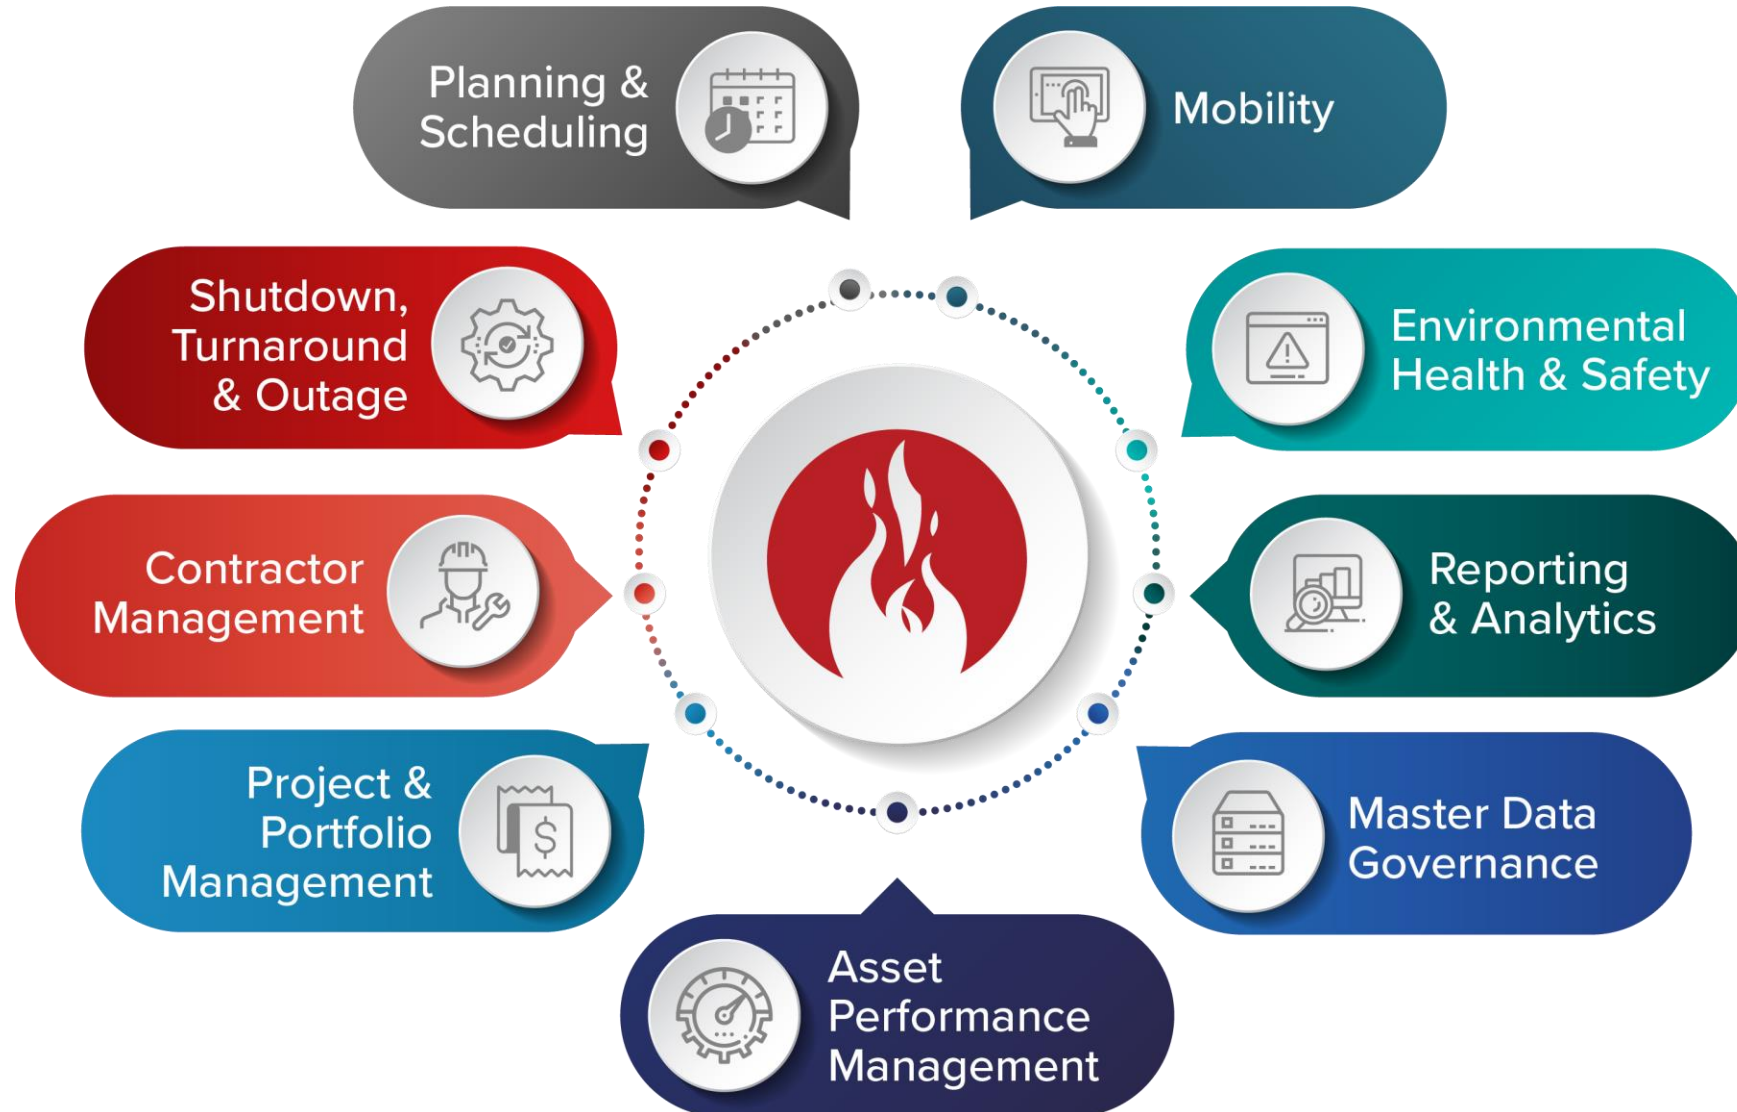 Planning &
Scheduling
Mobility
Shutdown,
Turnaround
& Outage
Environmental
Health & Safety
Contractor
Management
Reporting
& Analytics
Project &
Portfolio
Management
$
Master Data
Governance
Asset
Performance
Management